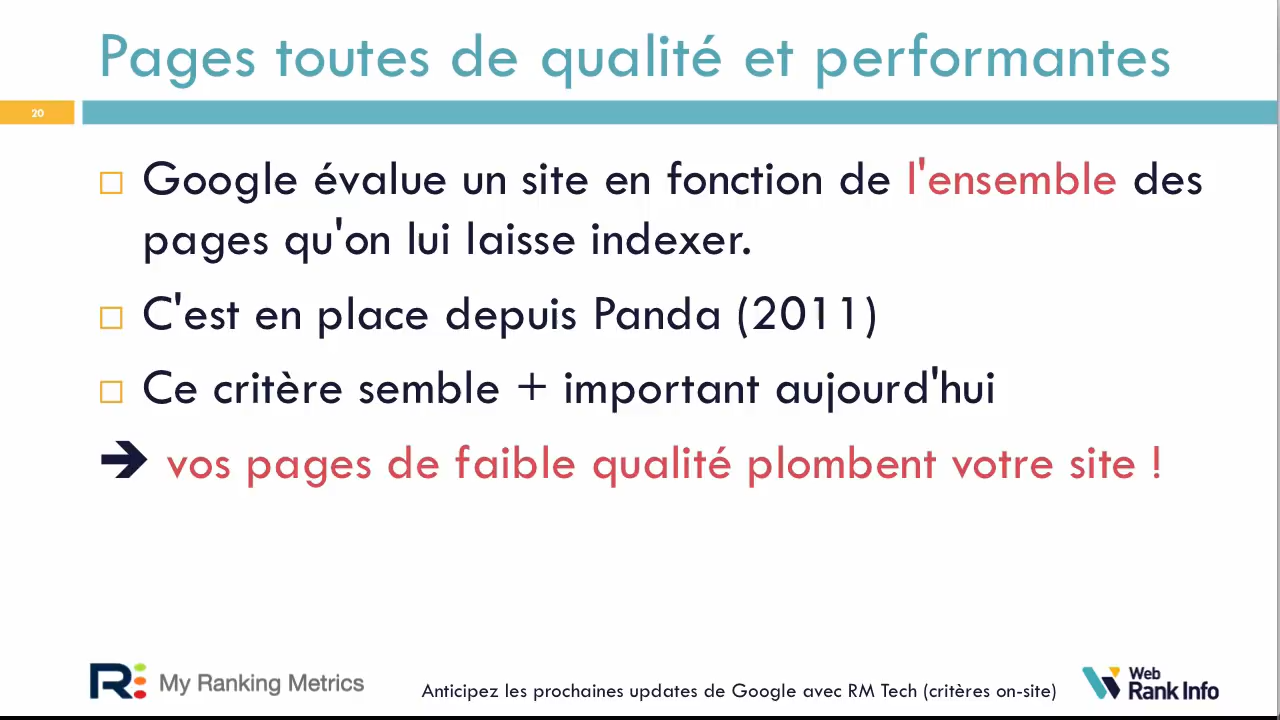 Pages toutes de qualité et performantes
20
Google évalue un site en fonction de l'ensemble des
pages qu'on lui laisse indexer.
C'est en place depuis Panda (2011)
Ce critère semble + important aujourd'hui
➔ vos pages de faible qualité plombent votre site !
R My Ranking Metrics
Anticipez les prochaines updates de Google avec RM Tech (critères on-site)
Web
Rank Info